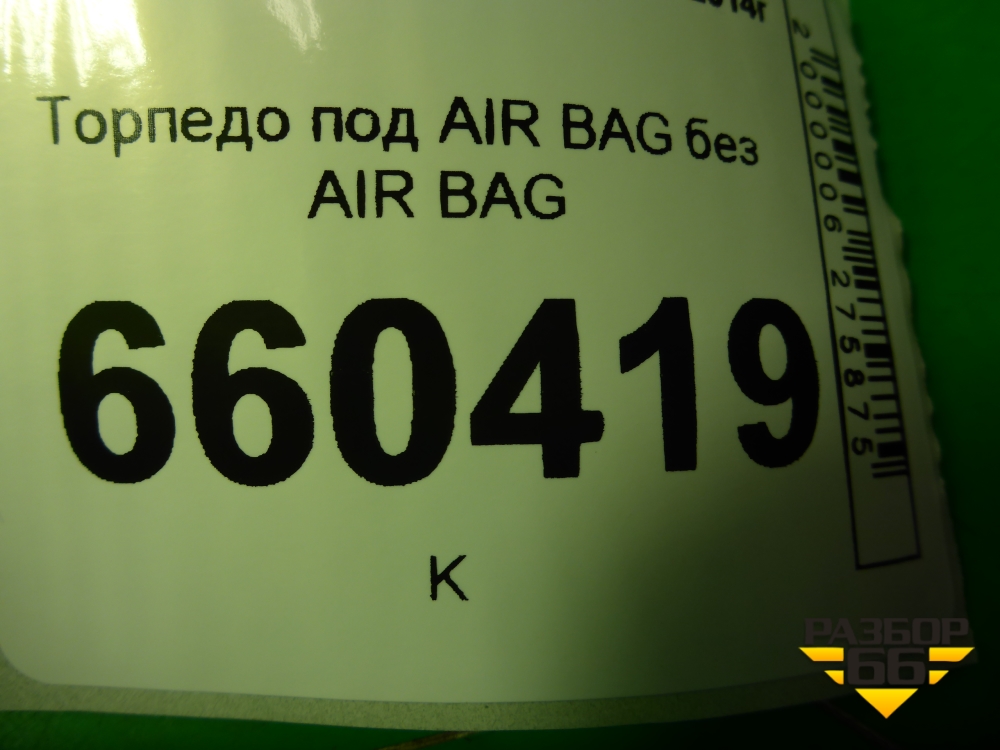 Торпедо под AIR BAG без
AIR BAG
660419
К
2000006275875
РАЗБОР
66